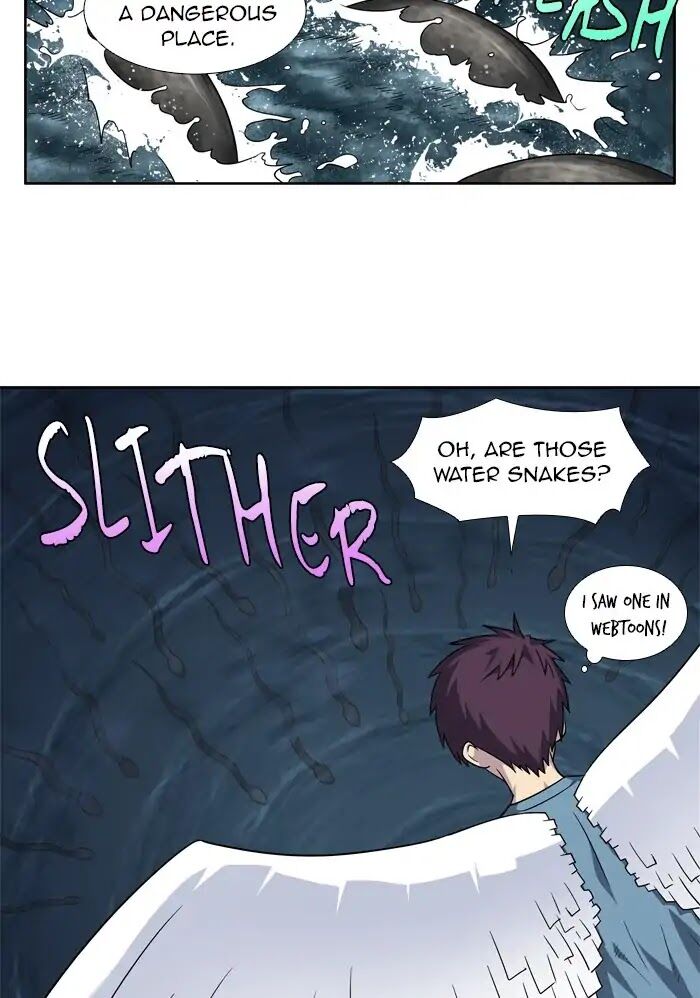 A DANGEROUS
PLACE.
SLITHER
OH, ARE THOSE
WATER SNAKES?
I SAW ONE IN
WEBTOONS!